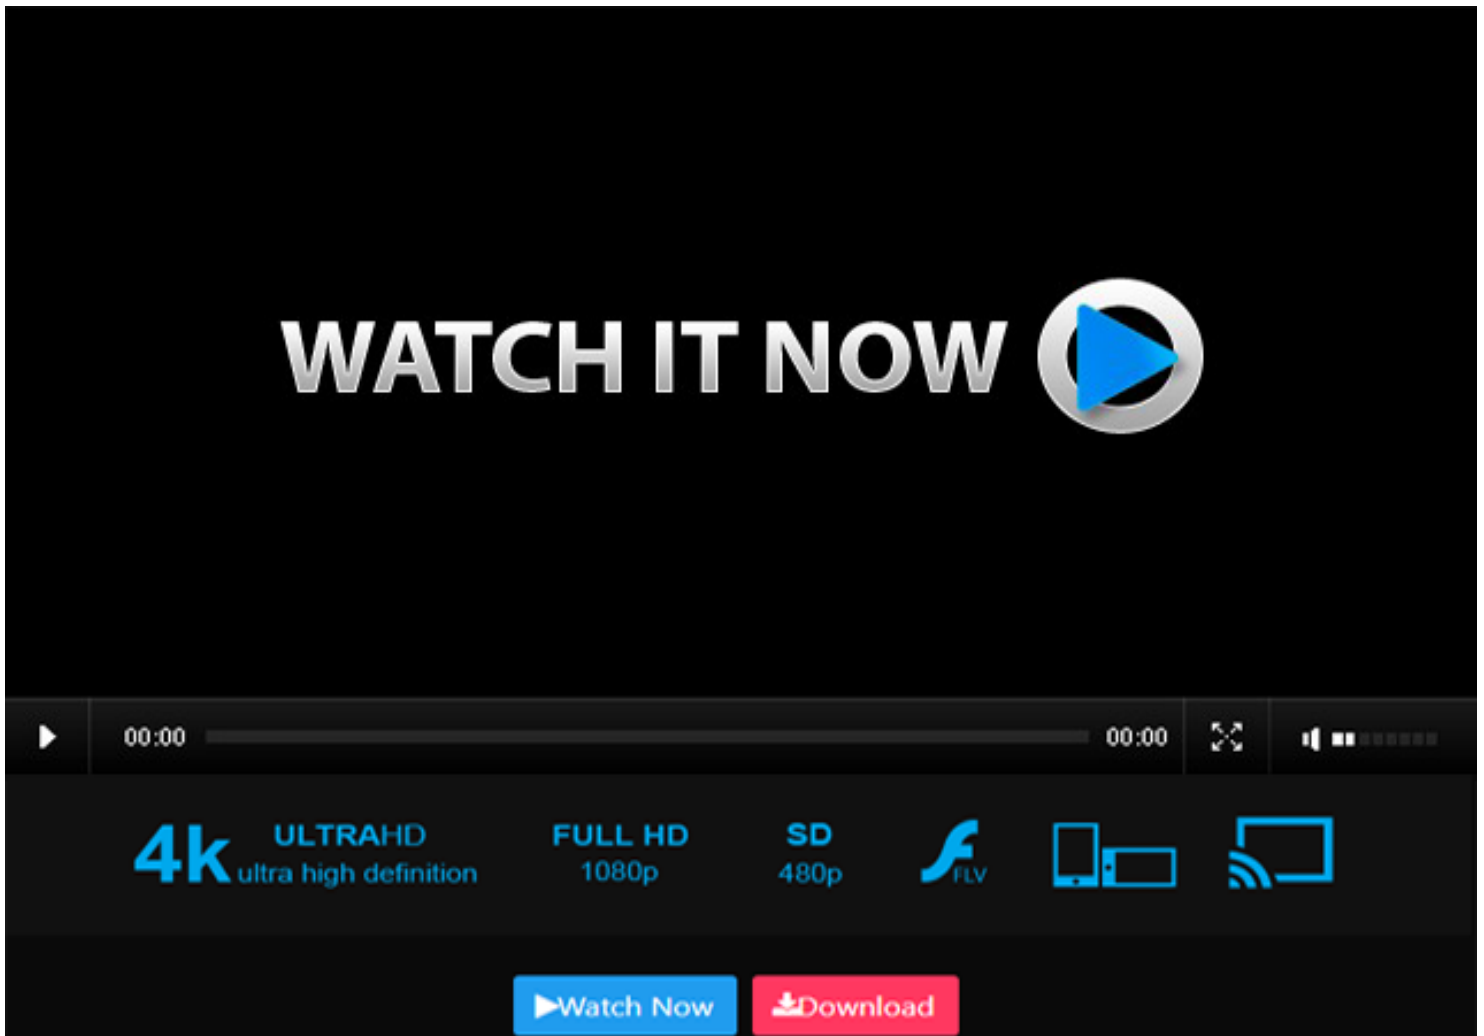 WATCH IT NOW
00:00 00:00
4k ULTRAHD FULL HD SD
ultra high definition 1080p 480p FLV
Watch Now Download